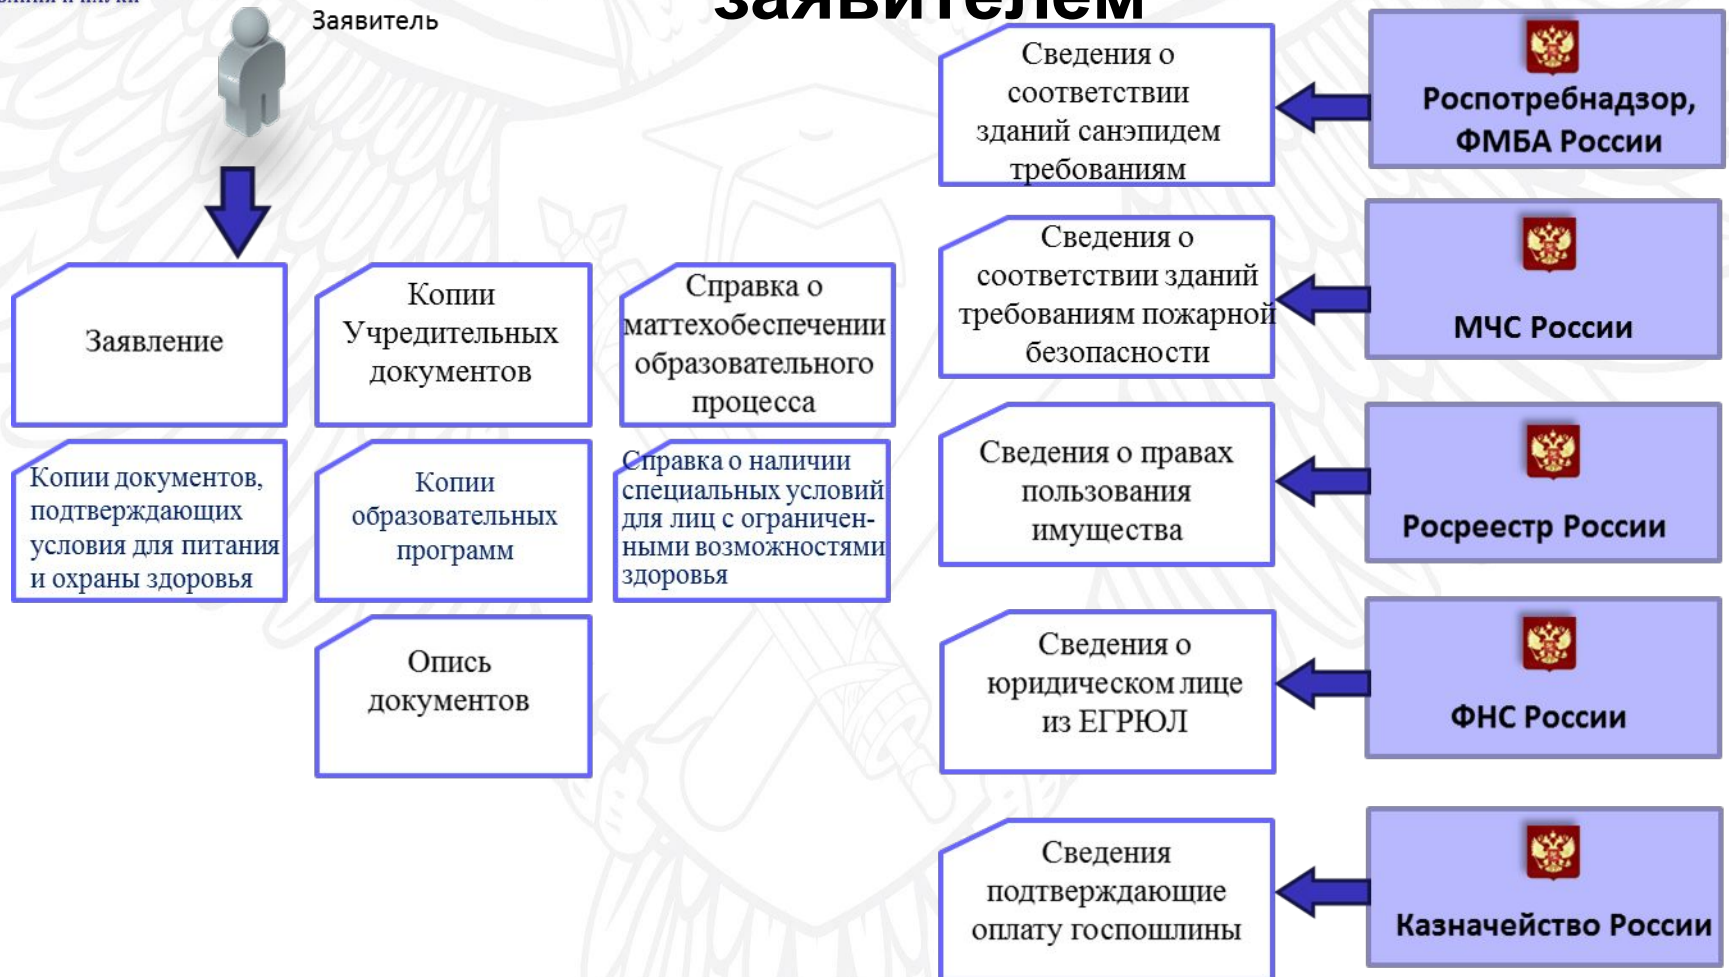 заявителем
Заявитель
Заявление
Копии
Учредительных
документов
Справка о
маттехобеспечении
образовательного
процесса
Копии документов,
подтверждающих
условия для питания
и охраны здоровья
Копии
образовательных
программ
Справка о наличии
специальных условий
для лиц с ограничен-
ными возможностями
здоровья
Опись
документов
Сведения о
соответствии
зданий санэпидем
требованиям
Роспотребнадзор,
ФМБА России
Сведения о
соответствии зданий
требованиям пожарной
безопасности
МЧС России
Сведения о правах
пользования
имущества
Росреестр России
Сведения о
юридическом лице
из ЕГРЮЛ
ФНС России
Сведения
подтверждающие
оплату госпошлины
Казначейство России